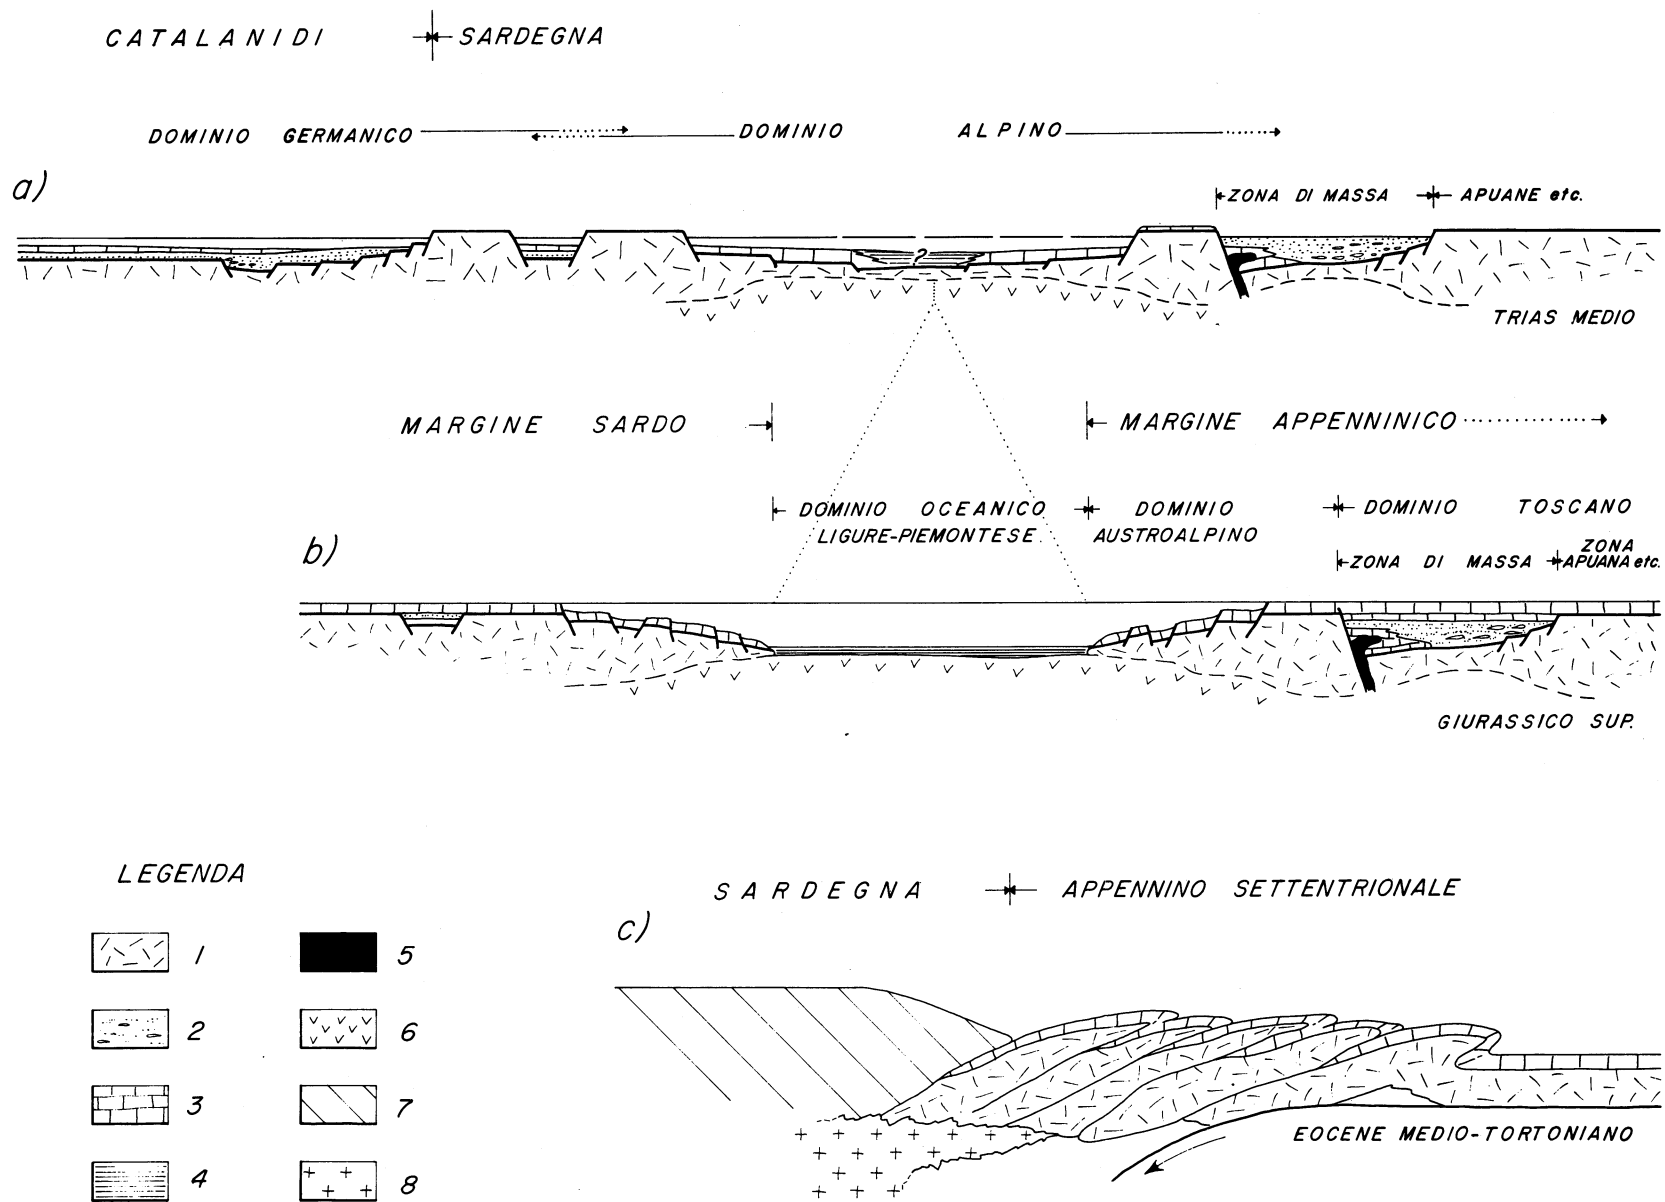 CATALANIDI SARDEGNA
DOMINIO GERMANICO DOMINIO ALPINO
a)
ZONA DI MASSA APUANE etc.
?
TRIAS MEDIO
MARGINE SARDO MARGINE APPENNINICO
DOMINIO OCEANICO LIGURE-PIEMONTESE
DOMINIO AUSTROALPINO
DOMINIO TOSCANO
b)
ZONA DI MASSA
ZONA APUANA etc.
GIURASSICO SUP.
LEGENDA
1
2
3
4
5
6
7
8
SARDEGNA APPENNINO SETTENTRIONALE
c)
EOCENE MEDIO-TORTONIANO